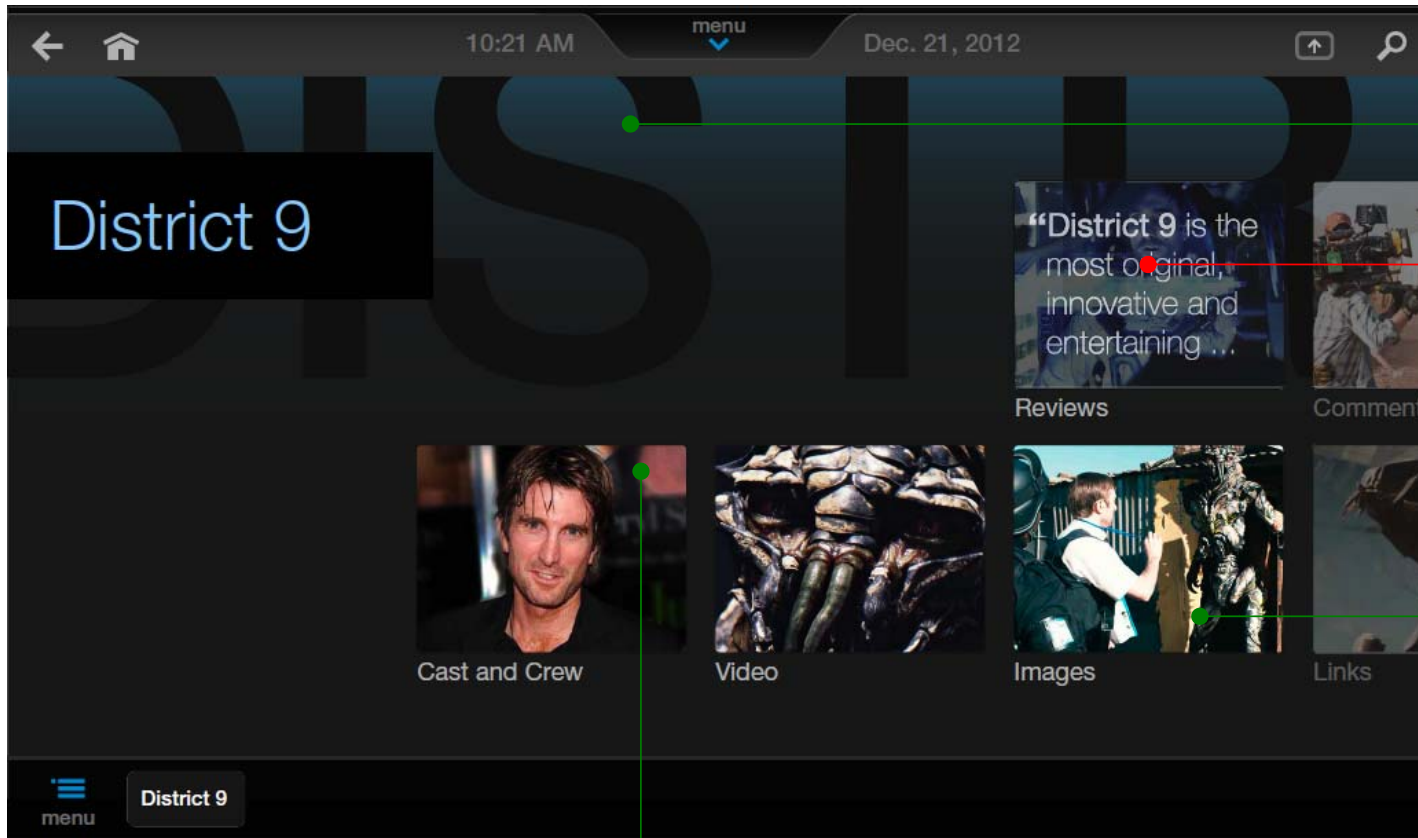 menu
10:21 AM
Dec. 21, 2012
DISTR
District 9
“District 9 is the
most original,
innovative and
entertaining ...
Reviews
Comment
Cast and Crew
Video
Images
Links
menu
District 9